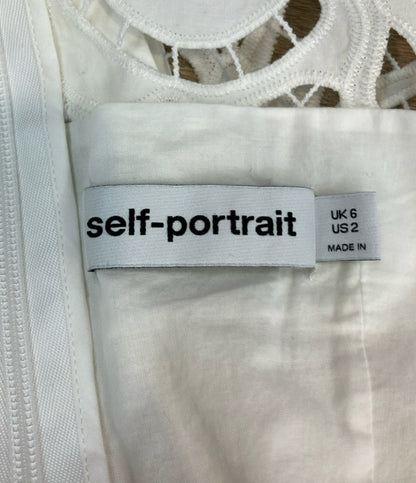 self-portrait
UK 6
US 2
MADE IN